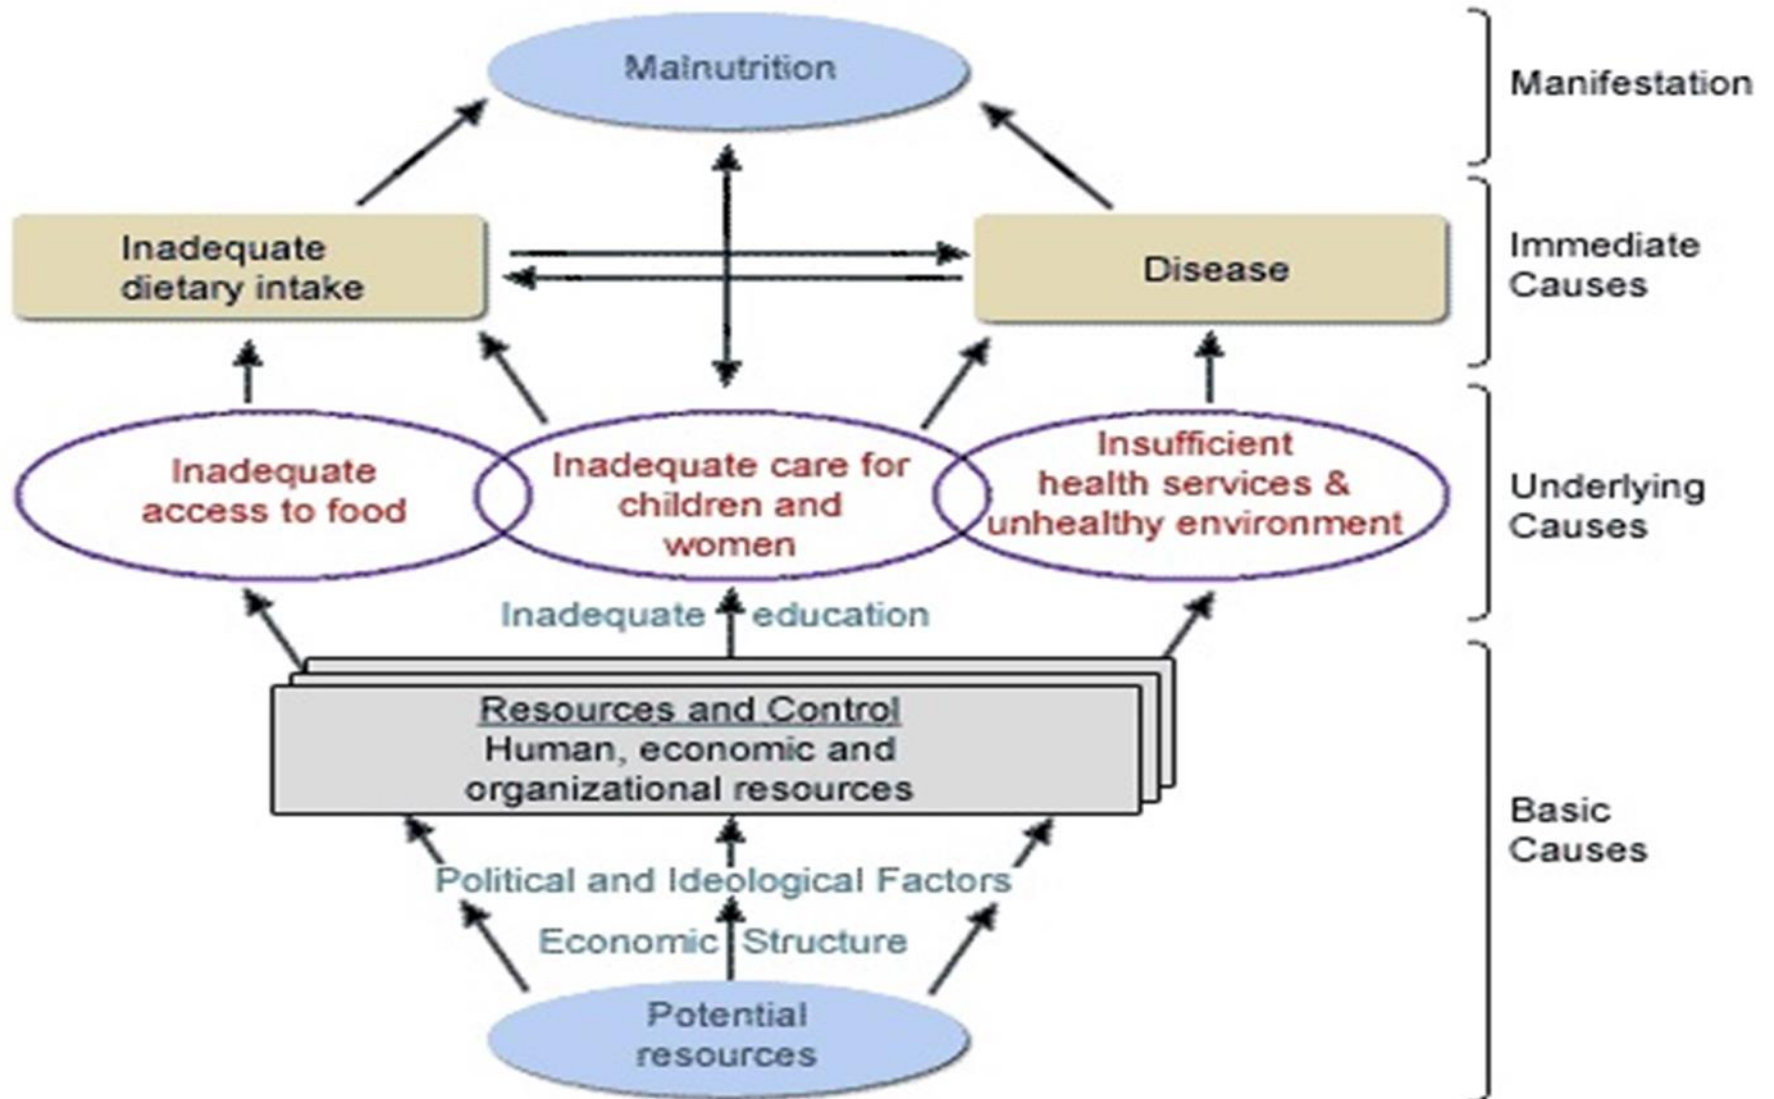 Malnutrition
Manifestation
Inadequate
dietary intake
Disease
Immediate
Causes
Inadequate
access to food
Inadequate care for
children and
women
Insufficient
health services &
unhealthy environment
Underlying
Causes
Inadequate education
Resources and Control
Human, economic and
organizational resources
Basic
Causes
Political and Ideological Factors
Economic Structure
Potential
resources